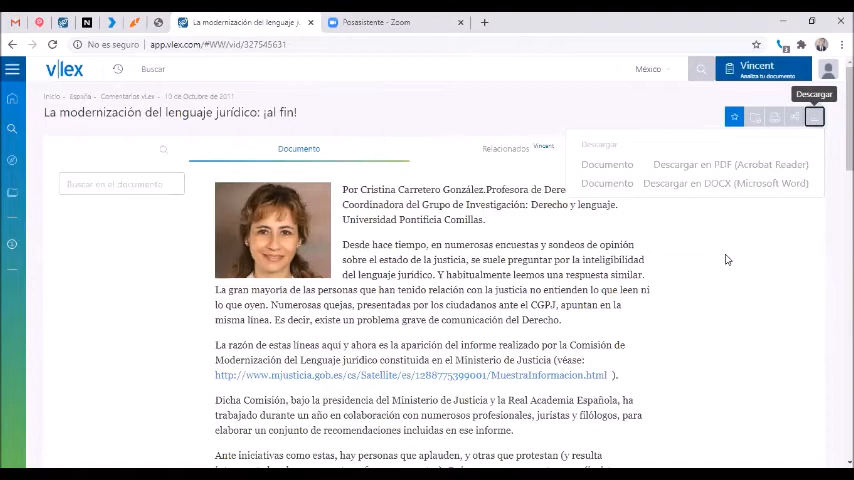 La modernización del lenguaje j
Posasistente - Zoom
No es seguro
app.vlex.com/#WW/vid/327545631
vlex
Buscar
México
Vincent
Analiza tu documento
Inicio España Comentarios vLex 10 de Octubre de 2011
Descargar
La modernización del lenguaje jurídico: ¡al fin!
Documento
Relacionados Vincent
Descargar
Documento Descargar en PDF (Acrobat Reader)
Documento Descargar en DOCX (Microsoft Word)
Buscar en el documento
Por Cristina Carretero González.Profesora de Dere
Coordinadora del Grupo de Investigación: Derecho y lenguaje.
Universidad Pontificia Comillas.
Desde hace tiempo, en numerosas encuestas y sondeos de opinión
sobre el estado de la justicia, se suele preguntar por la inteligibilidad
del lenguaje jurídico. Y habitualmente leemos una respuesta similar.
La gran mayoría de las personas que han tenido relación con la justicia no entienden lo que leen ni
lo que oyen. Numerosas quejas, presentadas por los ciudadanos ante el CGPJ, apuntan en la
misma línea. Es decir, existe un problema grave de comunicación del Derecho.
La razón de estas líneas aquí y ahora es la aparición del informe realizado por la Comisión de
Modernización del Lenguaje jurídico constituida en el Ministerio de Justicia (véase:
http://www.mjusticia.gob.es/cs/Satellite/es/1288775399001/MuestraInformacion.html ).
Dicha Comisión, bajo la presidencia del Ministerio de Justicia y la Real Academia Española, ha
trabajado durante un año en colaboración con numerosos profesionales, juristas y filólogos, para
elaborar un conjunto de recomendaciones incluidas en ese informe.
Ante iniciativas como estas, hay personas que aplauden, y otras que protestan (y resulta